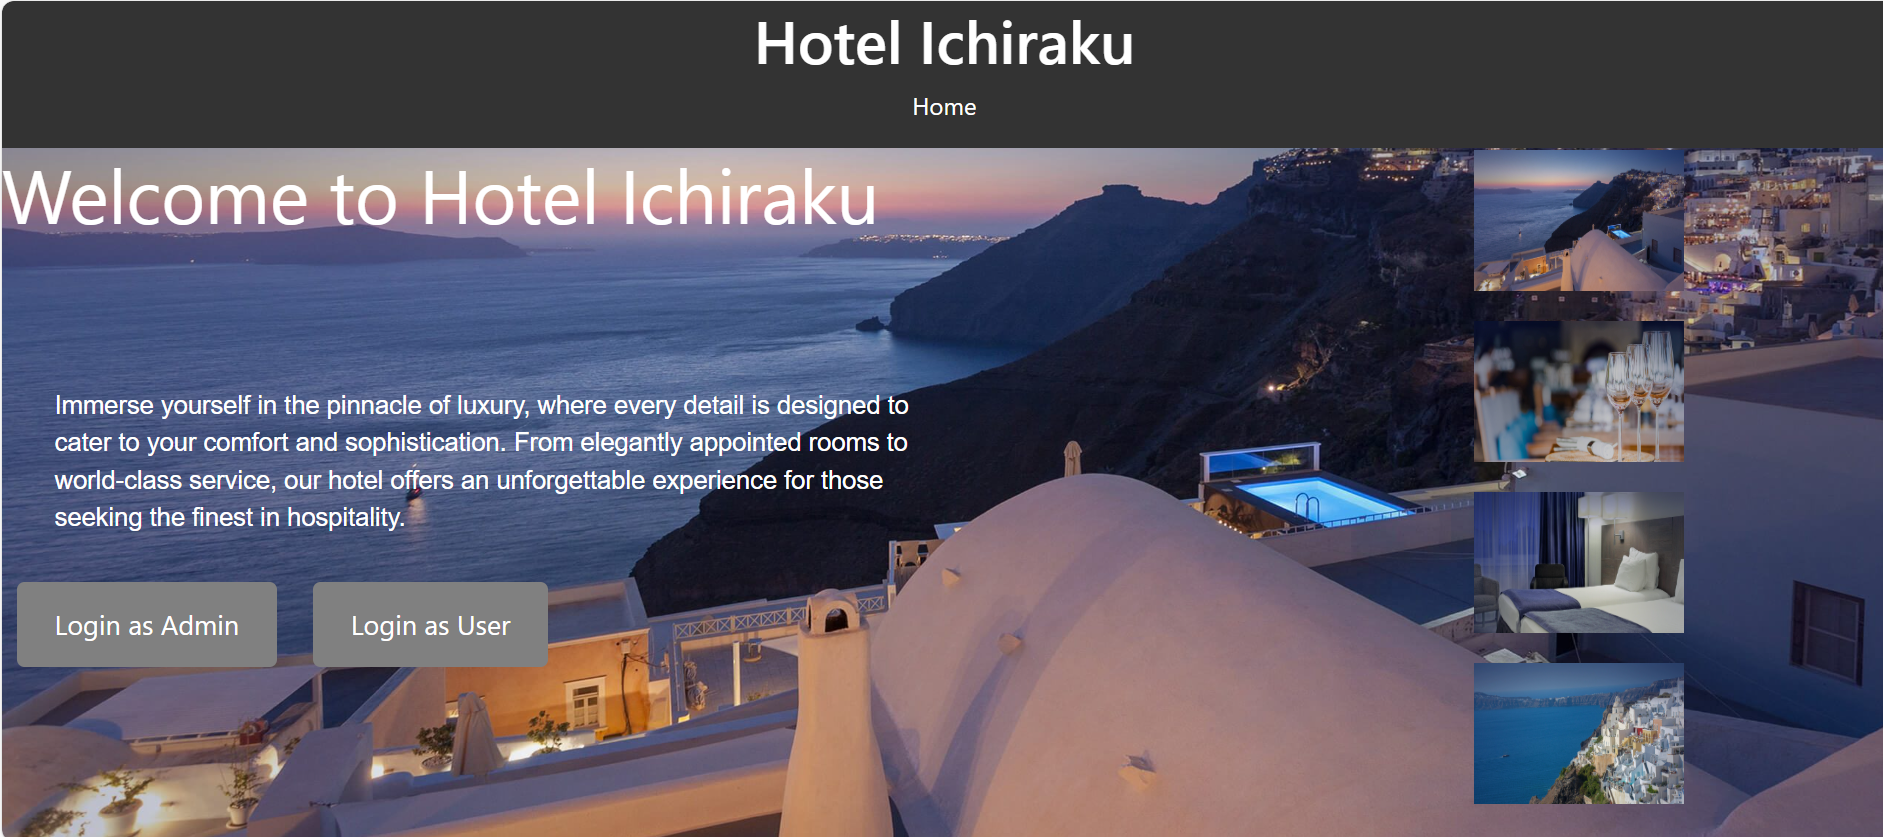 Hotel Ichiraku
Home
Welcome to Hotel Ichiraku
Immerse yourself in the pinnacle of luxury, where every detail is designed to
cater to your comfort and sophistication. From elegantly appointed rooms to
world-class service, our hotel offers an unforgettable experience for those
seeking the finest in hospitality.
Login as Admin
Login as User